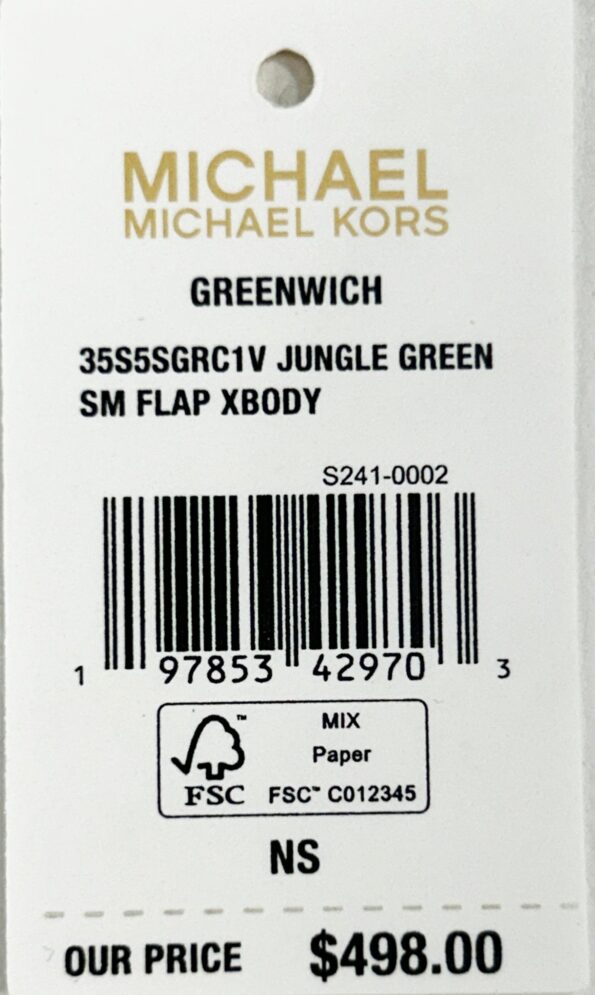 MICHAEL
MICHAEL KORS
GREENWICH
35S5SGRC1V JUNGLE GREEN
SM FLAP XBODY
S241-0002
1 97853 42970 3
FSC
MIX
Paper
FSC™ C012345
NS
OUR PRICE $498.00